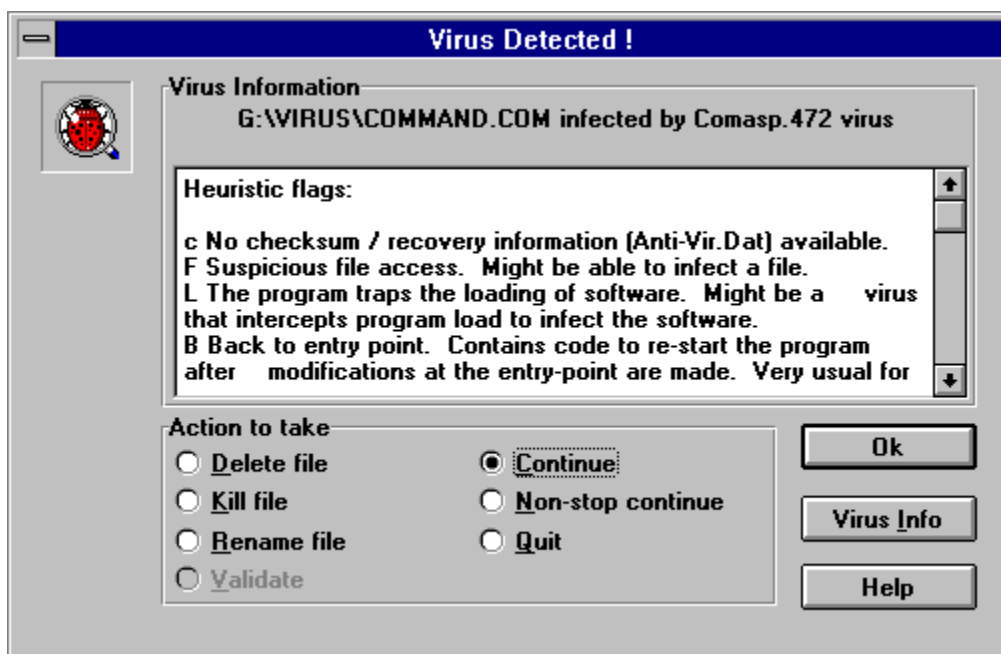 Virus Detected !
Virus Information
G:\VIRUS\COMMAND.COM infected by Comasp.472 virus
Heuristic flags:
c No checksum / recovery information (Anti-Vir.Dat) available.
F Suspicious file access.  Might be able to infect a file.
L The program traps the loading of software.  Might be a     virus
that intercepts program load to infect the software.
B Back to entry point.  Contains code to re-start the program
after    modifications at the entry-point are made.  Very usual for
Action to take
Delete file
Kill file
Rename file
Validate
Continue
Non-stop continue
Quit
Ok
Virus Info
Help